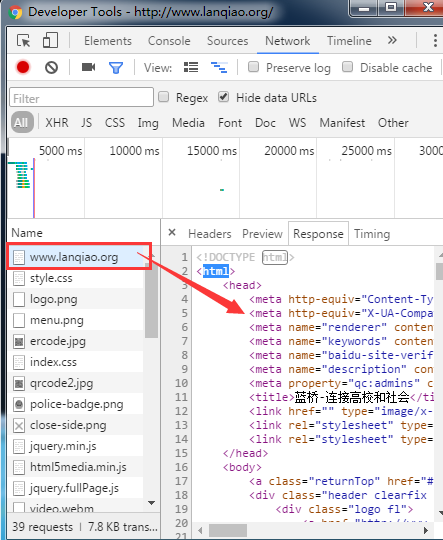 Developer Tools - http://www.lanqiao.org/
Elements Console Sources Network Timeline »
View: Preserve log Disable cache
Filter Regex Hide data URLs
All XHR JS CSS Img Media Font Doc WS Manifest Other
5000 ms 10000 ms 15000 ms 20000 ms 25000 ms 3000
Name × Headers Preview Response Timing
www.lanqiao.org
style.css
logo.png
menu.png
ercode.jpg
index.css
qrcode2.jpg
police-badge.png
close-side.png
jquery.min.js
html5media.min.js
jquery.fullPage.js
video.webm
39 requests | 7.8 KB trans...
1 <!DOCTYPE html>
2 <html>
3 <head>
4 <meta http-equiv="Content-Ty
5 <meta http-equiv="X-UA-Compa
6 <meta name="renderer" conten
7 <meta name="keywords" conten
8 <meta name="baidu-site-verif
9 <meta name="description" con
10 <meta property="qc:admins" c
11 <title>蓝桥-连接高校和社会</ti
12 <link href="" type="image/x-
13 <link rel="stylesheet" type=
14 <link rel="stylesheet" type=
15 </head>
16 <body>
17 <a class="returnTop" href="#
18 <div class="header clearfix
19 <div class="logo fl">
20